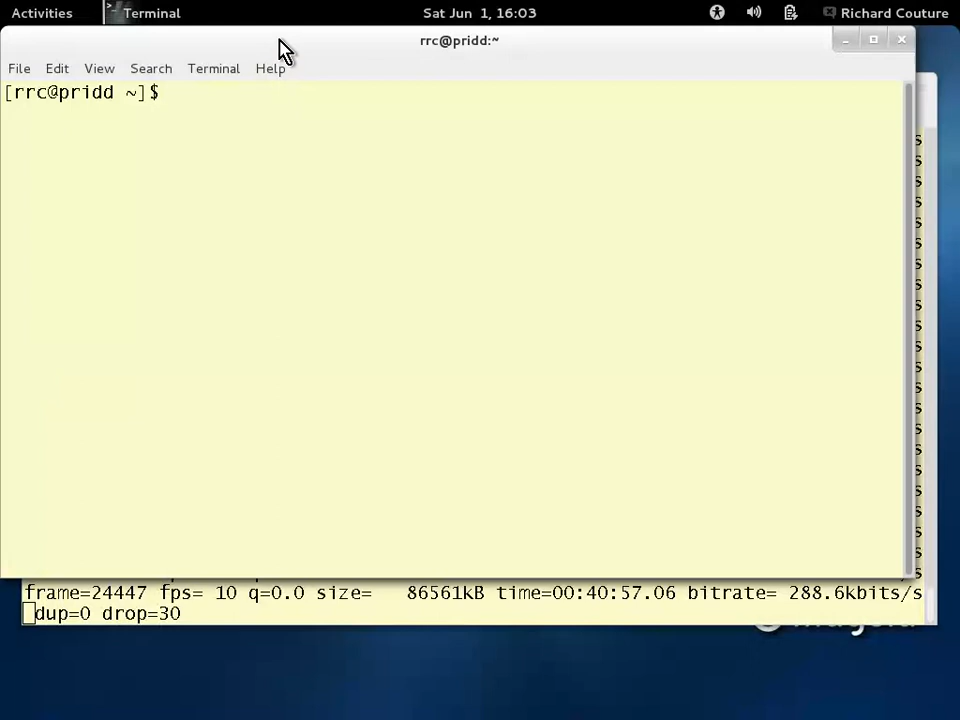 Activities Terminal Sat Jun 1, 16:03 Richard Couture
rrc@pridd:~
File Edit View Search Terminal Help
[rrc@pridd ~]$
frame=24447 fps= 10 q=0.0 size=   86561kB time=00:40:57.06 bitrate= 288.6kbits/s
dup=0 drop=30